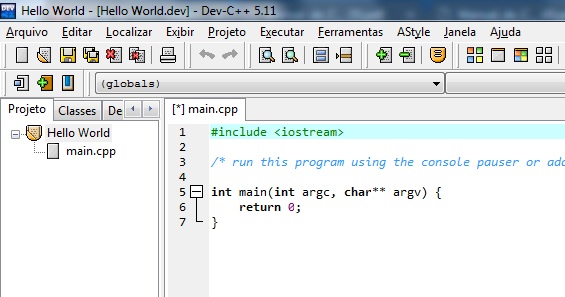 Hello World - [Hello World.dev] - Dev-C++ 5.11
Arquivo Editar Localizar Exibir Projeto Executar Ferramentas AStyle Janela Ajuda
(globals)
Projeto Classes De
[*] main.cpp
Hello World
main.cpp
1 #include <iostream>
2
3 /* run this program using the console pauser or add
4
5 int main(int argc, char** argv) {
6 return 0;
7 }